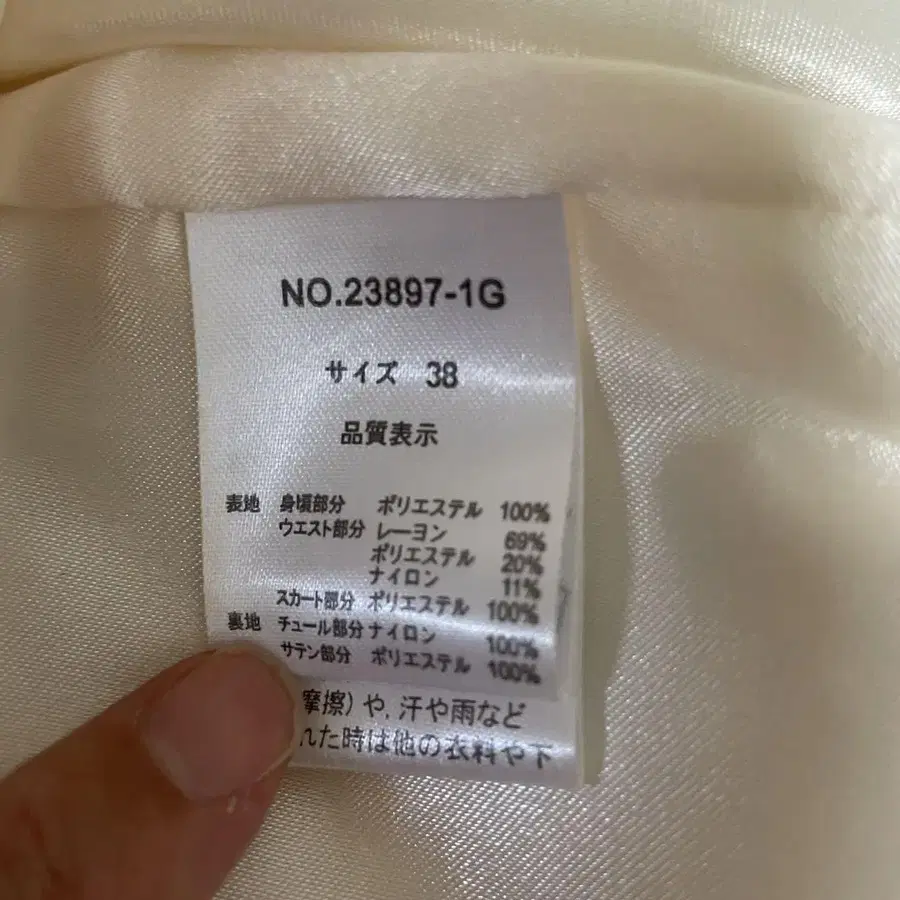 NO.23897-1G
サイズ 38
品質表示
表地 身頃部分 ポリエステル 100%
ウエスト部分 レーヨン 69%
ポリエステル 20%
ナイロン 11%
スカート部分 ポリエステル 100%
裏地 チュール部分 ナイロン 100%
サテン部分 ポリエステル 100%
摩擦)や,汗や雨など
れた時は他の衣料や下